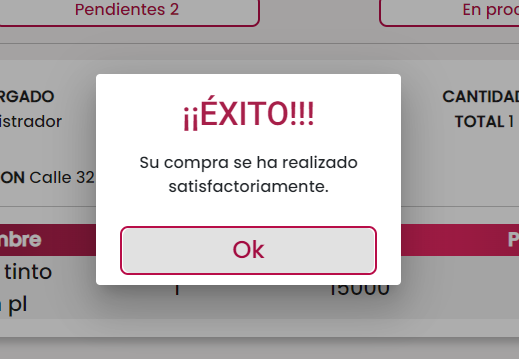 Pendientes 2
En proc
RGADO
CANTIDAD
istrador
TOTAL 1
ON Calle 32
¡¡ÉXITO!!!
Su compra se ha realizado
satisfactoriamente.
Ok
mbre
P
tinto
pl
1
15000